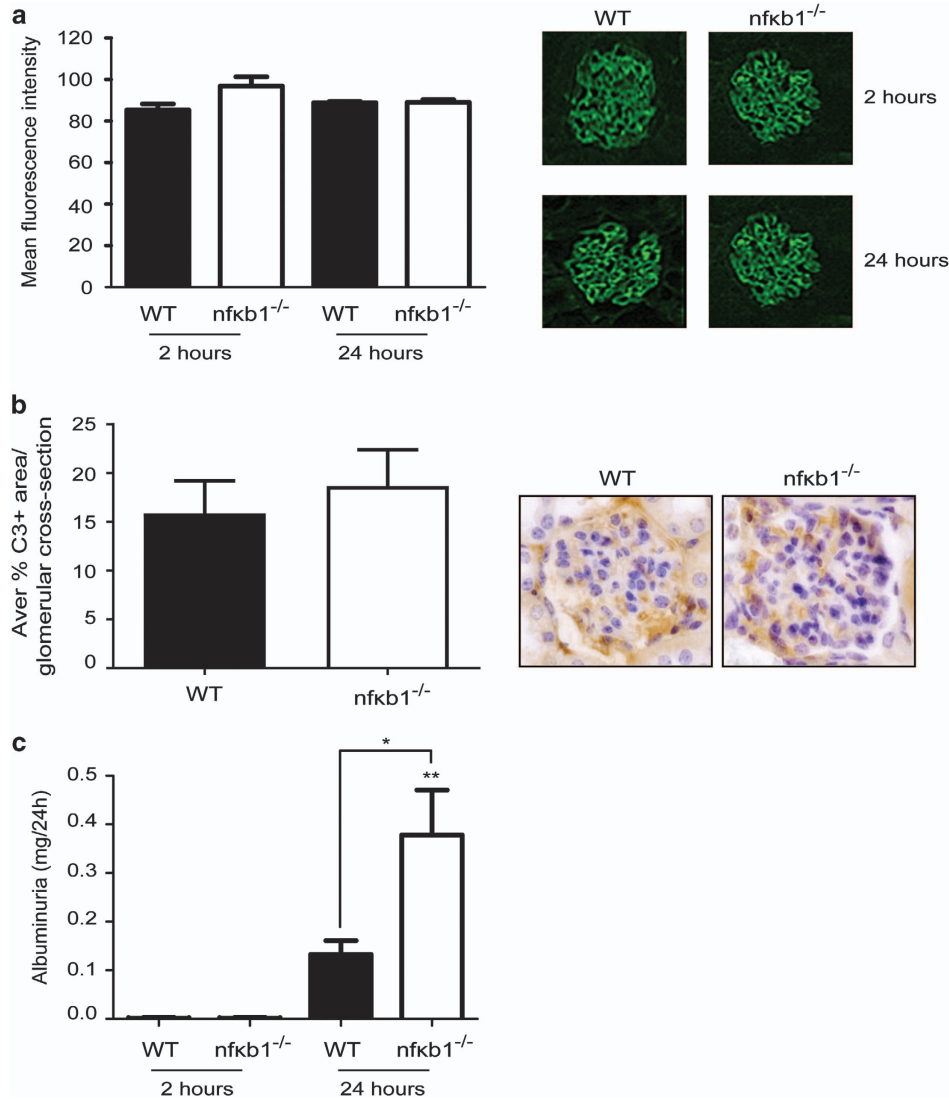 a
Mean fluorescence intensity
120
100
80
60
40
20
0
WT
nfκb1⁻/⁻
WT
nfκb1⁻/⁻
2 hours
24 hours
WT
nfκb1⁻/⁻
2 hours
24 hours
b
Aver % C3+ area/
glomerular cross-section
25
20
15
10
5
0
WT
nfκb1⁻/⁻
WT
nfκb1⁻/⁻
c
Albuminuria (mg/24h)
0.5
0.4
0.3
0.2
0.1
0.0
*
**
WT
nfκb1⁻/⁻
WT
nfκb1⁻/⁻
2 hours
24 hours